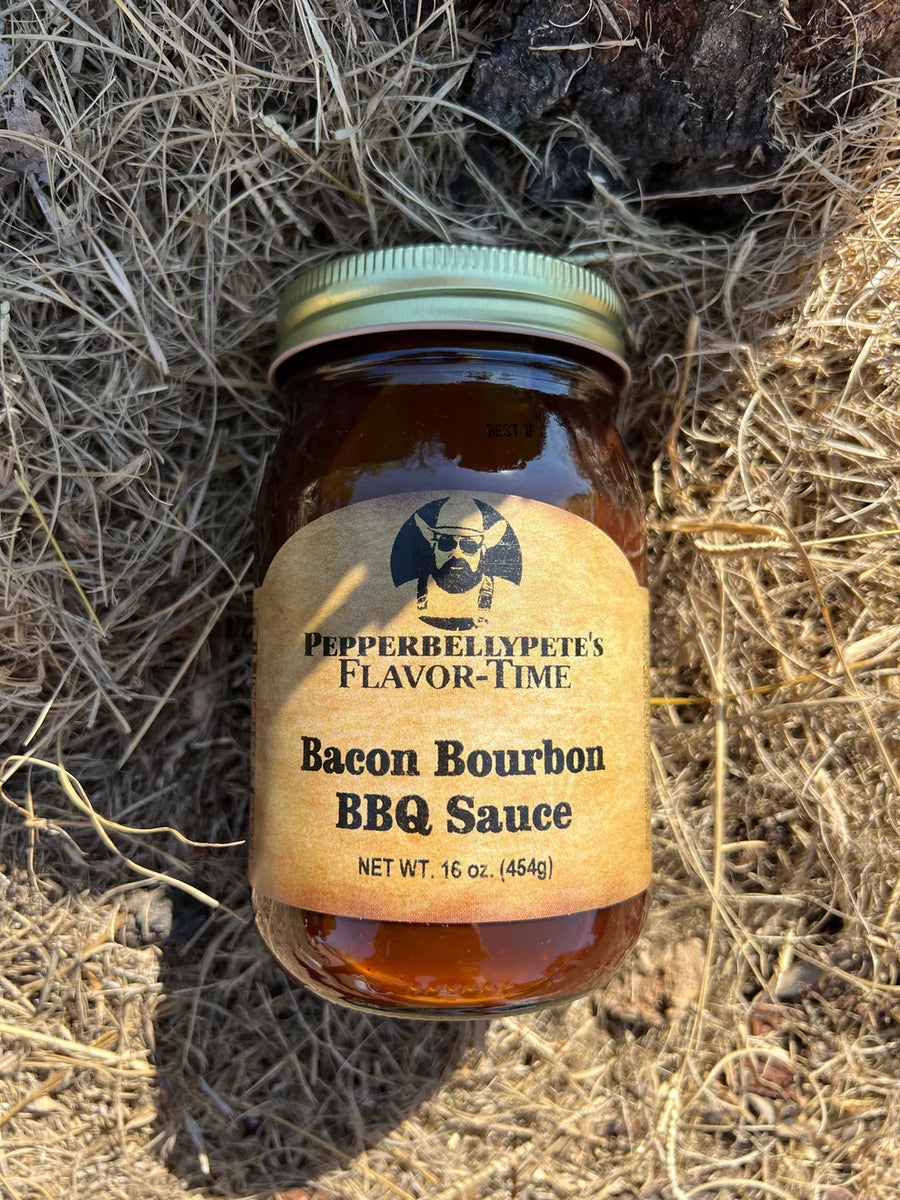 BEST IF
PEPPERBELLYPETE'S
FLAVOR-TIME
Bacon Bourbon
BBQ Sauce
NET WT. 16 oz. (454g)